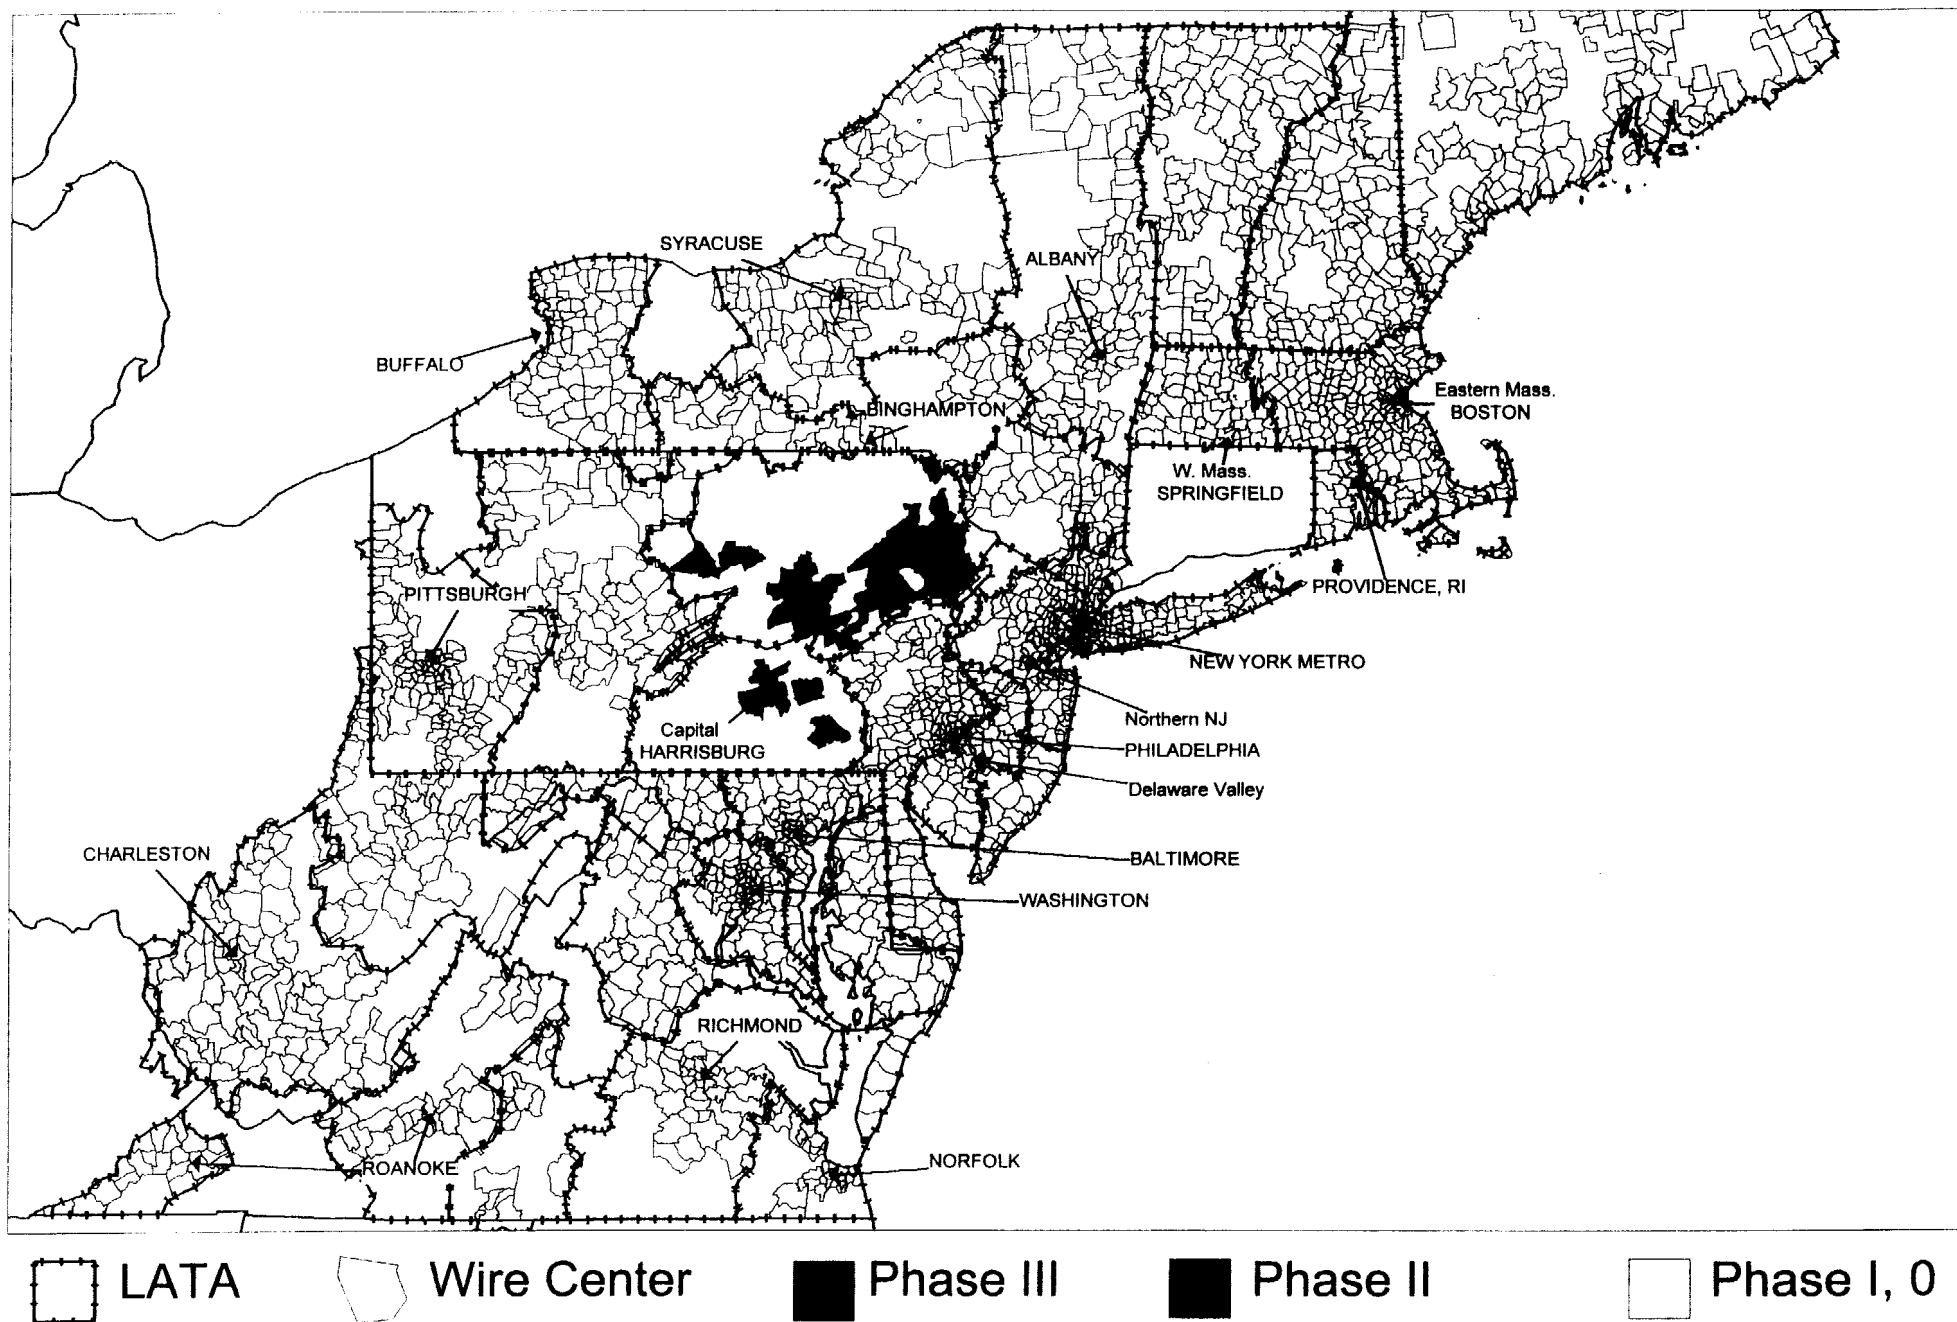 SYRACUSE
ALBANY
BUFFALO
BINGHAMPTON
Eastern Mass.
BOSTON
W. Mass.
SPRINGFIELD
PITTSBURGH
PROVIDENCE, RI
NEW YORK METRO
Northern NJ
Capital
HARRISBURG
PHILADELPHIA
Delaware Valley
CHARLESTON
BALTIMORE
WASHINGTON
RICHMOND
ROANOKE
NORFOLK
LATA
Wire Center
Phase III
Phase II
Phase I, 0